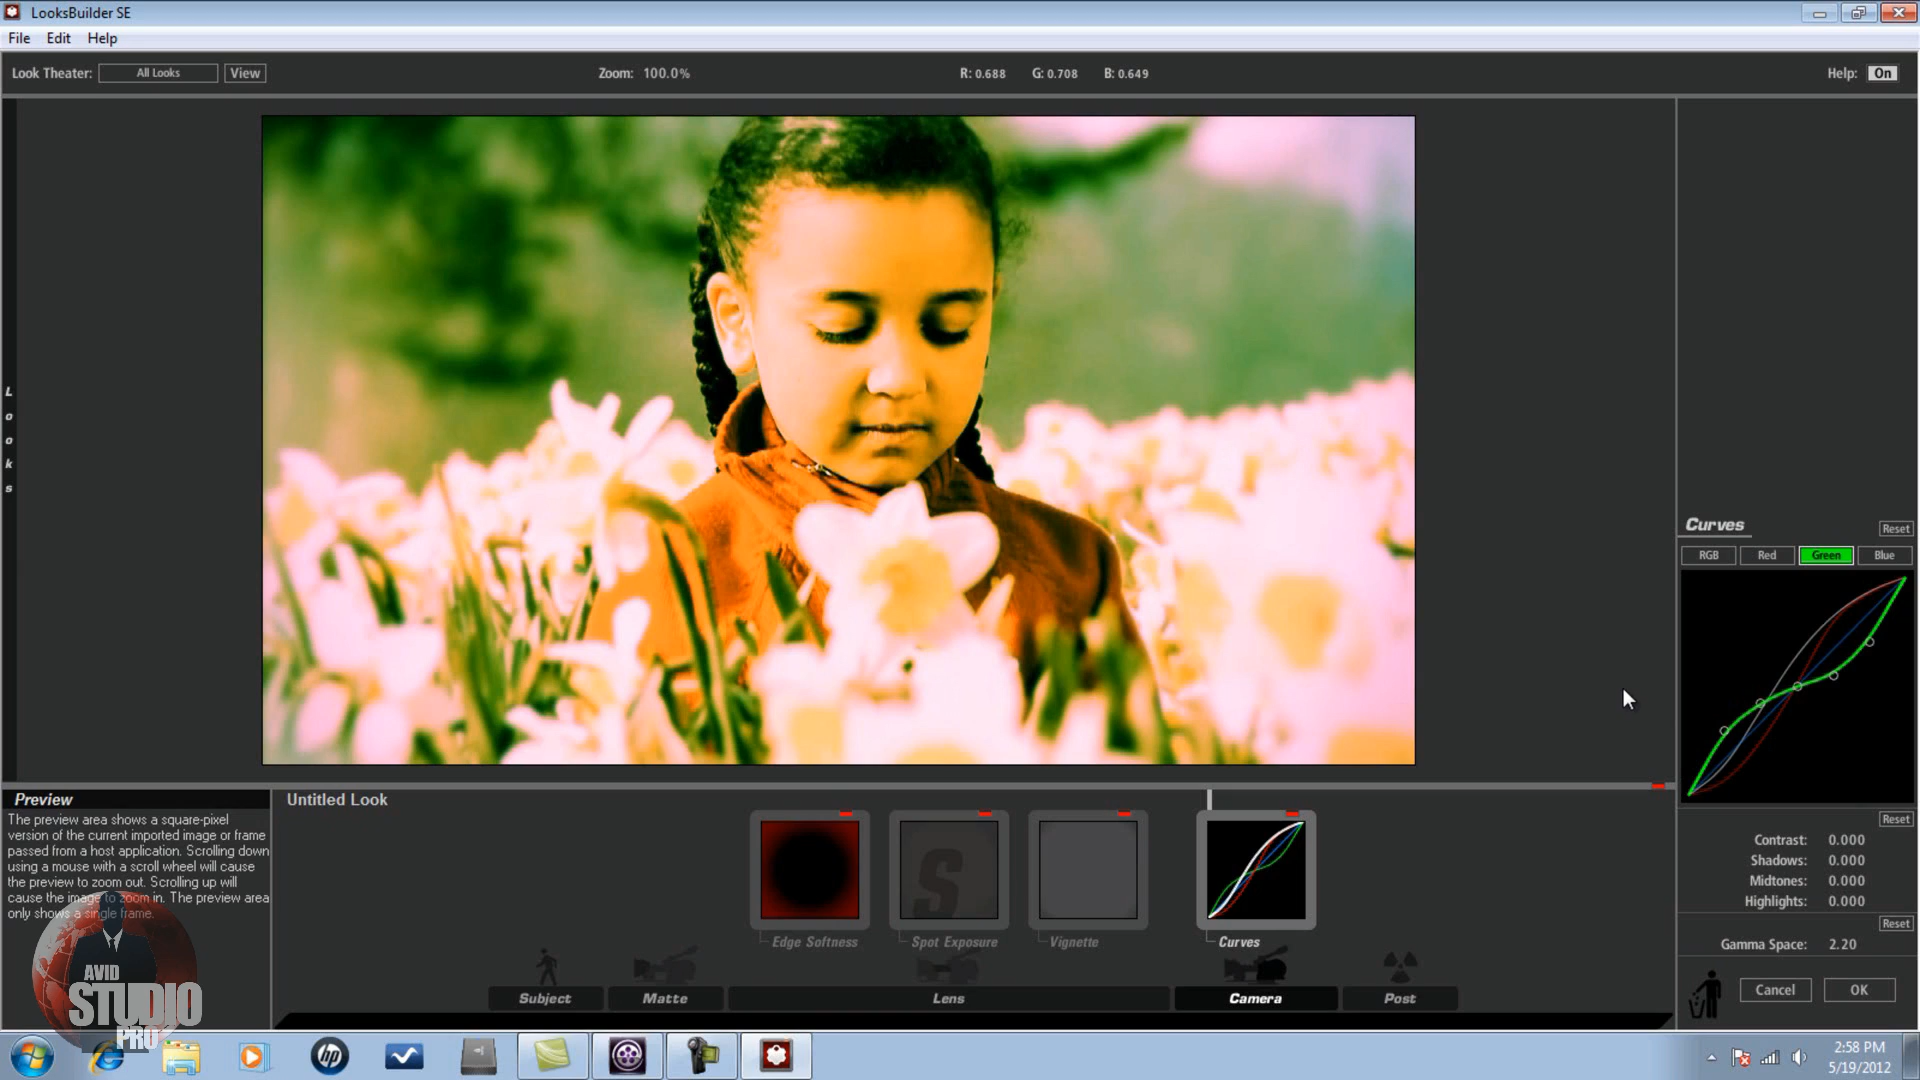 LooksBuilder SE
File Edit Help
Look Theater: All Looks View Zoom: 100.0% R: 0.688 G: 0.708 B: 0.649 Help: On
Looks
Curves Reset
RGB Red Green Blue
Preview
The preview area shows a square-pixel
version of the current imported image or frame
passed from a host application. Scrolling down
using a mouse with a scroll wheel will cause
the preview to zoom out. Scrolling up will
cause the image to zoom in. The preview area
only shows a single frame.
Untitled Look
S
Edge Softness Spot Exposure Vignette Curves
Subject Matte Lens Camera Post
Reset
Contrast: 0.000
Shadows: 0.000
Midtones: 0.000
Highlights: 0.000
Reset
Gamma Space: 2.20
Cancel OK
AVID
STUDIO
PRO
hp
2:58 PM
5/19/2012